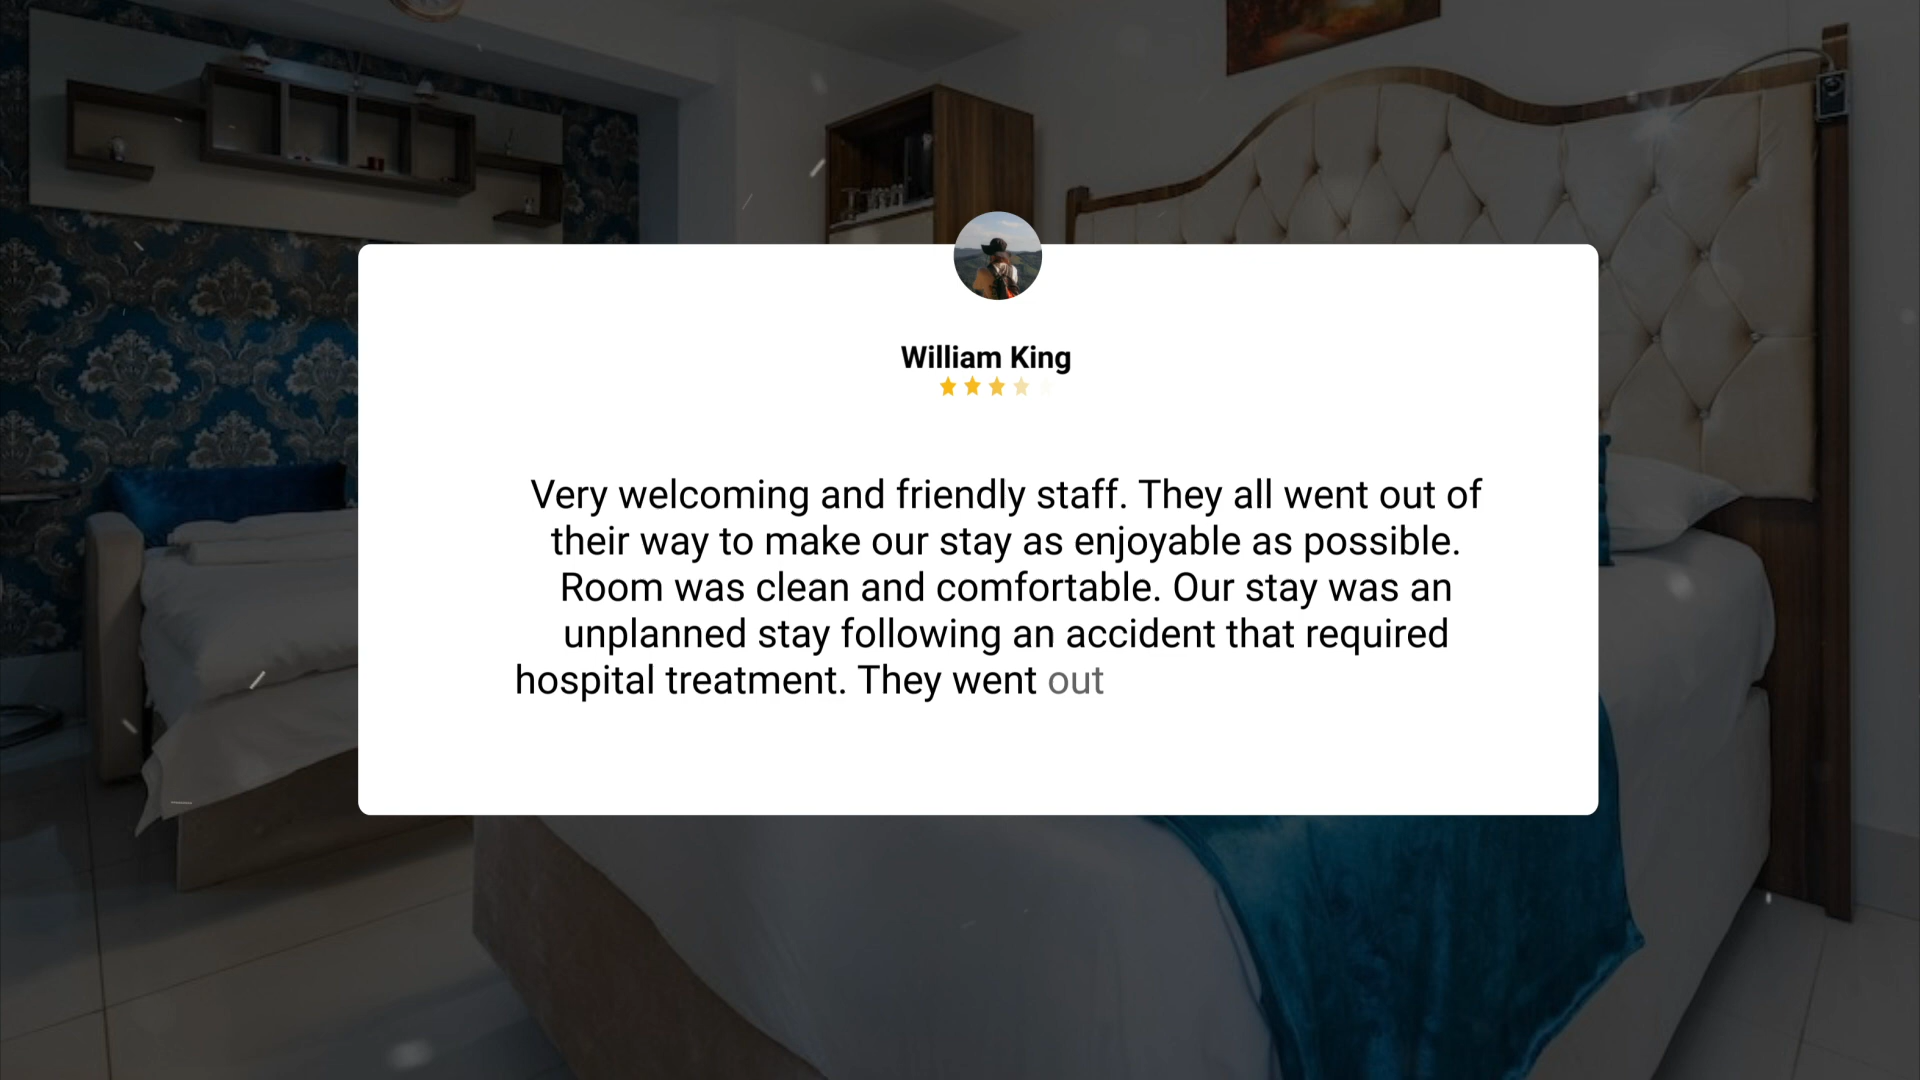 William King
Very welcoming and friendly staff. They all went out of
their way to make our stay as enjoyable as possible.
Room was clean and comfortable. Our stay was an
unplanned stay following an accident that required
hospital treatment. They went out